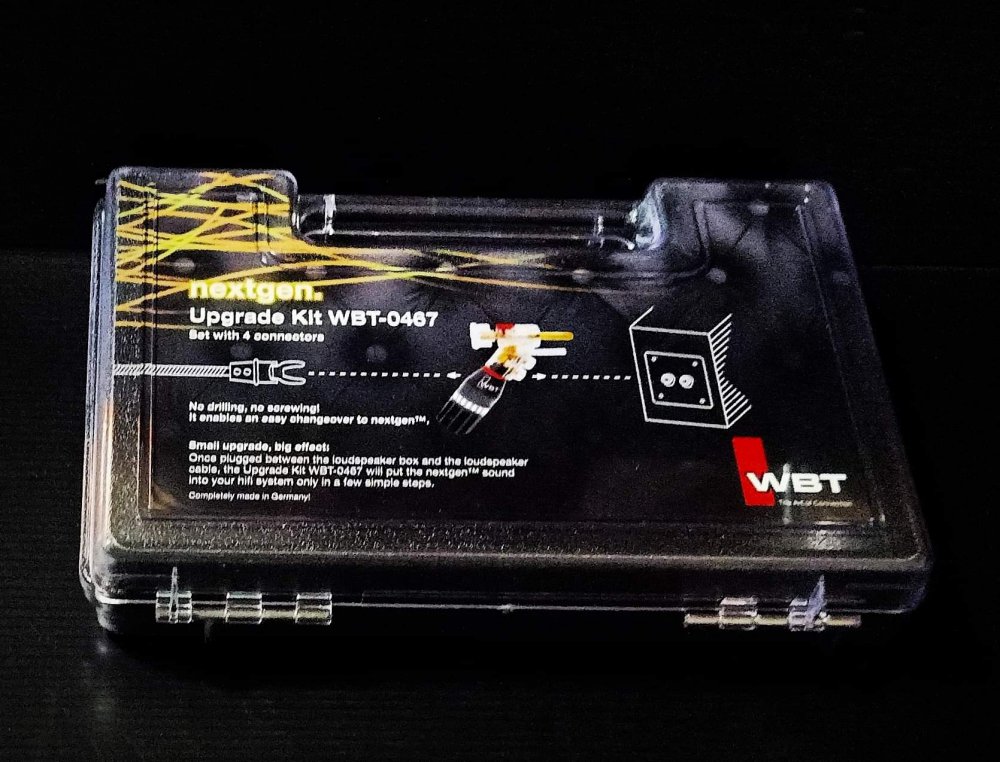 nextgen.
Upgrade Kit WBT-0467
Set with 4 connectors
WBT
No drilling, no screwing!
It enables an easy changeover to nextgen™.
Small upgrade, big effect:
Once plugged between the loudspeaker box and the loudspeaker
cable, the Upgrade Kit WBT-0467 will put the nextgen™ sound
into your hifi system only in a few simple steps.
Completely made in Germany!
WBT
The Art of Connection